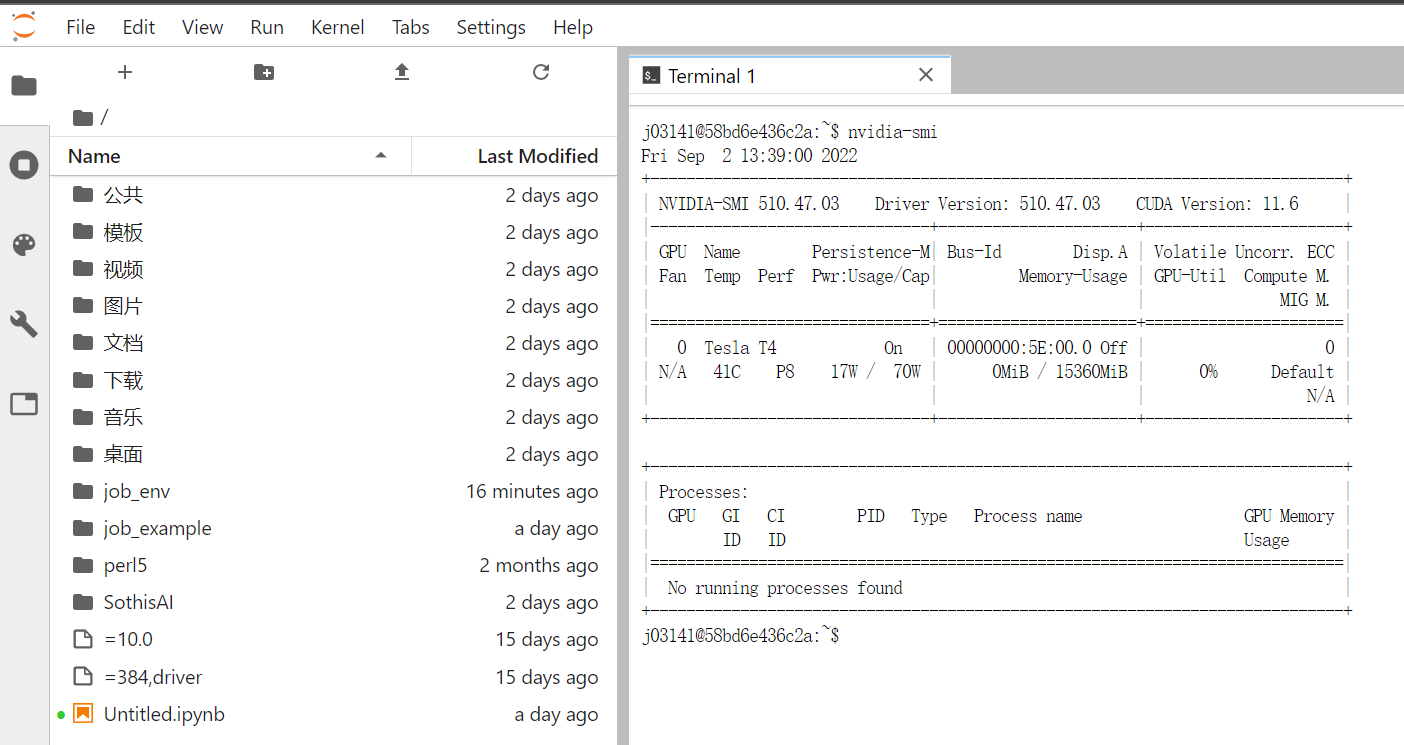 File Edit View Run Kernel Tabs Settings Help
/
Name Last Modified
公共 2 days ago
模板 2 days ago
视频 2 days ago
图片 2 days ago
文档 2 days ago
下载 2 days ago
音乐 2 days ago
桌面 2 days ago
job_env 16 minutes ago
job_example a day ago
perl5 2 months ago
SothisAI 2 days ago
=10.0 15 days ago
=384,driver 15 days ago
Untitled.ipynb a day ago
$_ Terminal 1
j03141@58bd6e436c2a:~$ nvidia-smi
Fri Sep 2 13:39:00 2022
NVIDIA-SMI 510.47.03 Driver Version: 510.47.03 CUDA Version: 11.6
GPU Name Persistence-M| Bus-Id Disp.A | Volatile Uncorr. ECC
Fan Temp Perf Pwr:Usage/Cap| Memory-Usage | GPU-Util Compute M.
MIG M.
0 Tesla T4 On | 00000000:5E:00.0 Off | 0
N/A 41C P8 17W / 70W | 0MiB / 15360MiB | 0% Default
N/A
Processes:
GPU GI CI PID Type Process name GPU Memory
ID ID Usage
No running processes found
j03141@58bd6e436c2a:~$